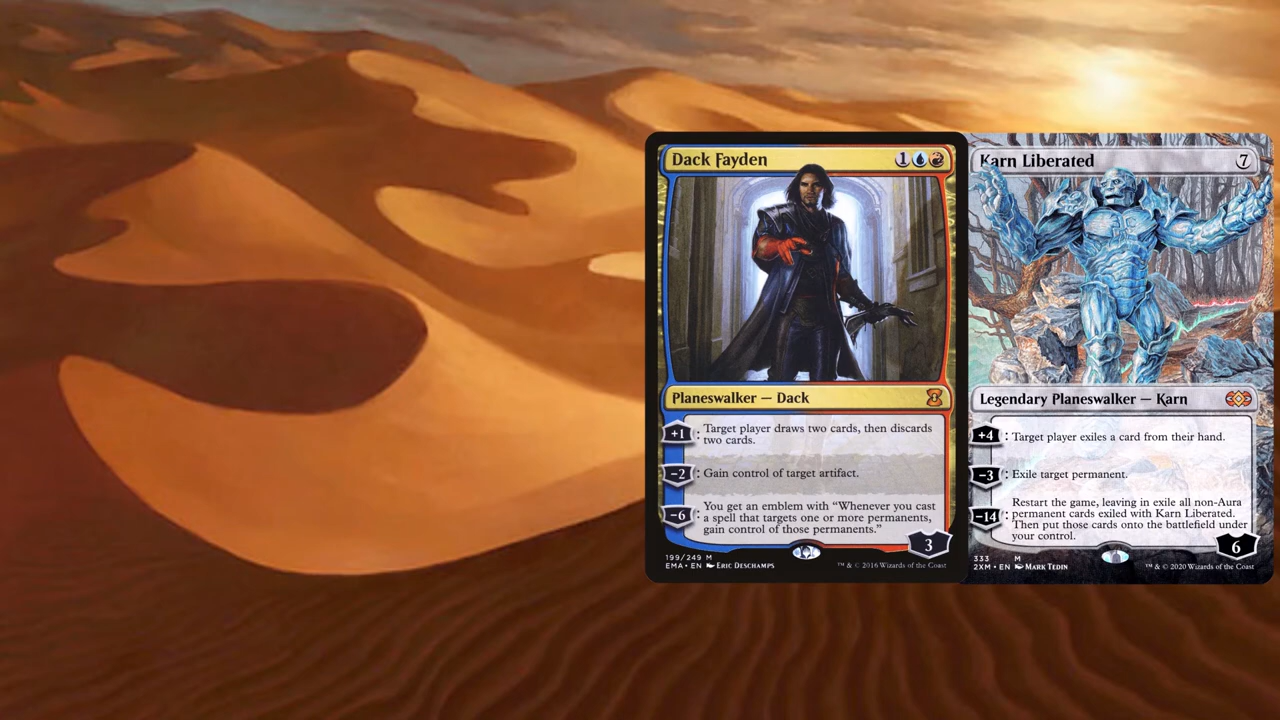 Dack Fayden
1
Planeswalker — Dack
+1 : Target player draws two cards, then discards
two cards.
−2 : Gain control of target artifact.
−6 : You get an emblem with “Whenever you cast
a spell that targets one or more permanents,
gain control of those permanents.”
3
199/249 M
EMA • EN Eric Deschamps
™ & © 2016 Wizards of the Coast
Karn Liberated
7
Legendary Planeswalker — Karn
+4 : Target player exiles a card from their hand.
−3 : Exile target permanent.
−14 : Restart the game, leaving in exile all non-Aura
permanent cards exiled with Karn Liberated.
Then put those cards onto the battlefield under
your control.
6
333 M
2XM • EN Mark Tedin
™ & © 2020 Wizards of the Coast